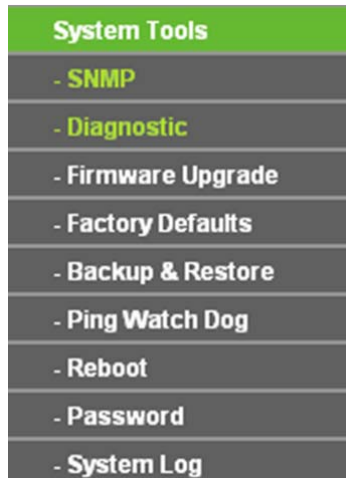 System Tools
- SNMP
- Diagnostic
- Firmware Upgrade
- Factory Defaults
- Backup & Restore
- Ping Watch Dog
- Reboot
- Password
- System Log